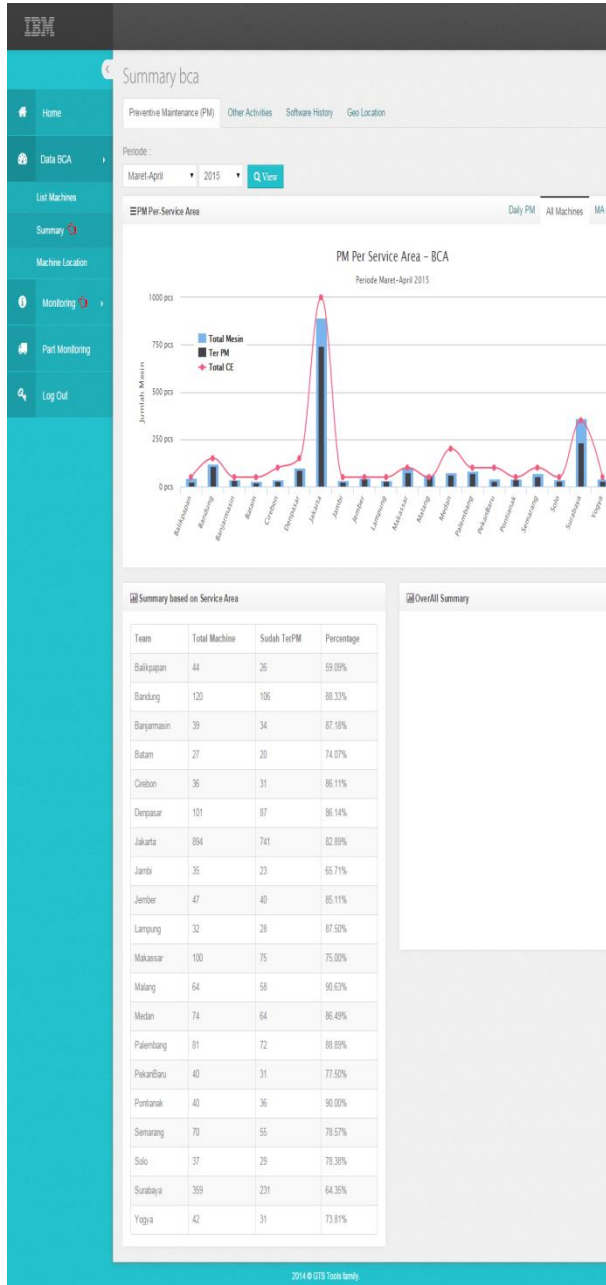 IBM
Summary bca
Home
Data BCA
List Machines
Summary
Machine Location
Monitoring
Part Monitoring
Log Out
Preventive Maintenance (PM) Other Activities Software History Geo Location
Periode :
Maret-April 2015 View
PM Per-Service Area Daily PM All Machines MA
PM Per Service Area - BCA
Periode Maret-April 2015
1000 pcs
750 pcs
500 pcs
250 pcs
0 pcs
Jumlah Mesin
Total Mesin
Ter PM
Total CE
Balikpapan Bandung Banjarmasin Batam Cirebon Denpasar Jakarta Jambi Jember Lampung Makassar Malang Medan Palembang PekanBaru Pontianak Semarang Solo Surabaya Yogya
Summary based on Service Area
OverAll Summary
Team Total Machine Sudah TerPM Percentage
Balikpapan 44 26 59.09%
Bandung 120 106 88.33%
Banjarmasin 39 34 87.18%
Batam 27 20 74.07%
Cirebon 36 31 86.11%
Denpasar 101 87 86.14%
Jakarta 894 741 82.89%
Jambi 35 23 65.71%
Jember 47 40 85.11%
Lampung 32 28 87.50%
Makassar 100 75 75.00%
Malang 64 58 90.63%
Medan 74 64 86.49%
Palembang 81 72 88.89%
PekanBaru 40 31 77.50%
Pontianak 40 36 90.00%
Semarang 70 55 78.57%
Solo 37 29 78.38%
Surabaya 359 231 64.35%
Yogya 42 31 73.81%
2014 © GTS Tools family.